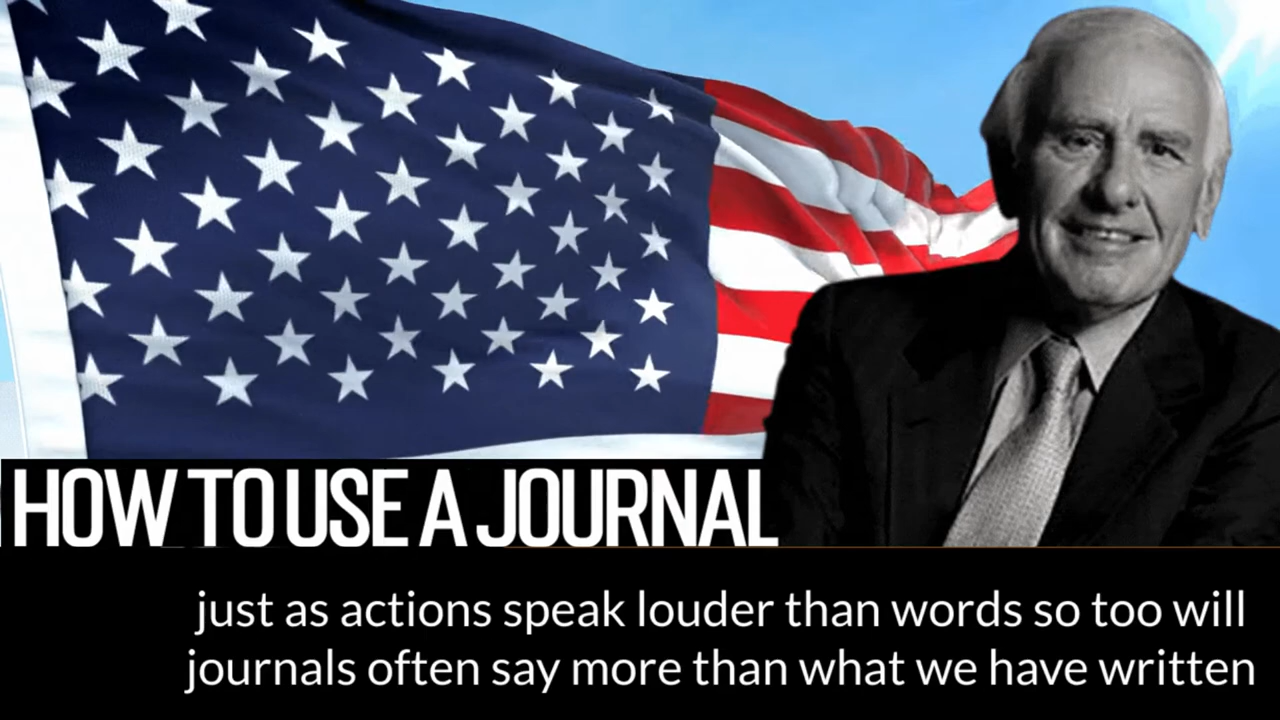 HOW TO USE A JOURNAL
just as actions speak louder than words so too will
journals often say more than what we have written